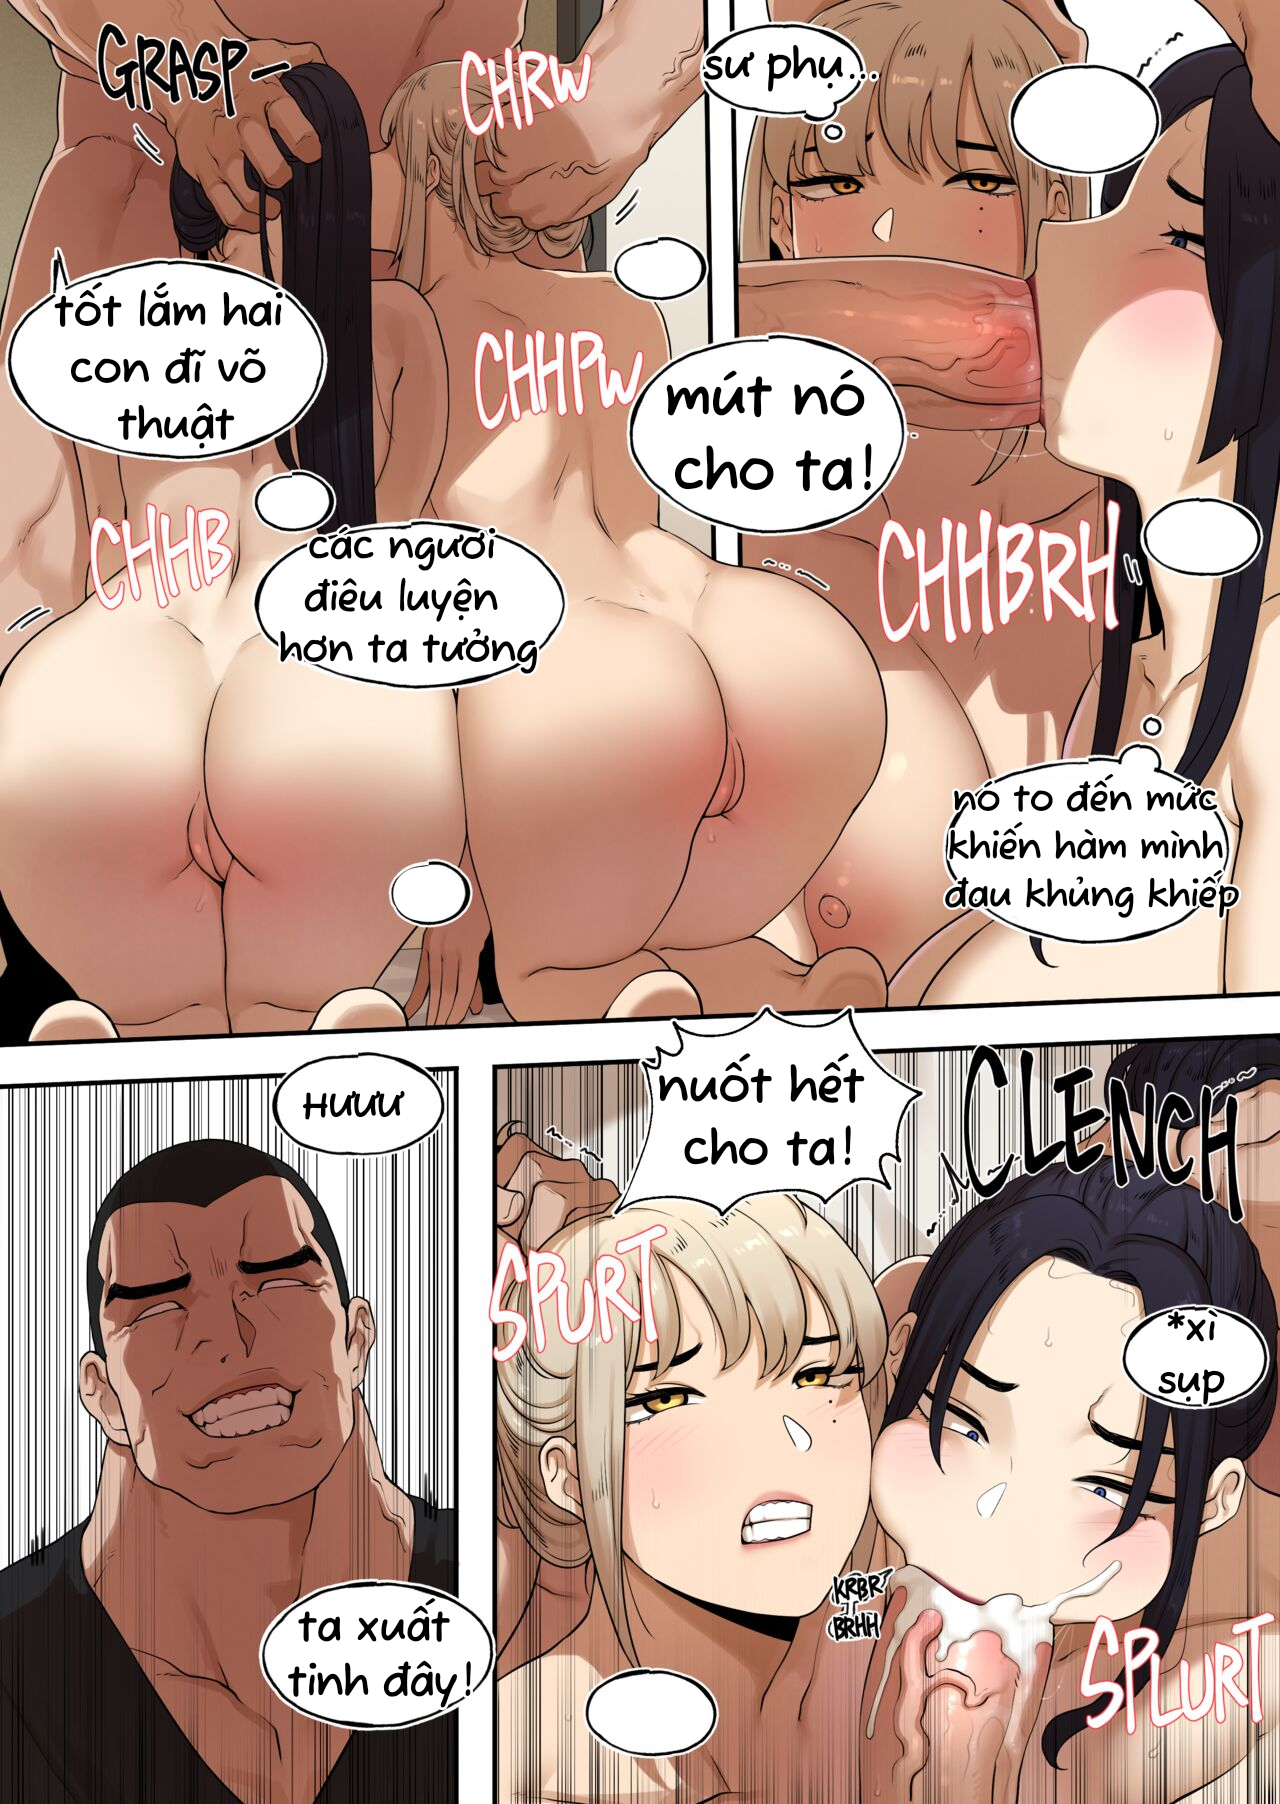 GRASP
CHRW
sư phụ...
tốt lắm hai
con đĩ võ
thuật
CHHPW
mút nó
cho ta!
CHHB
các ngươi
điêu luyện
hơn ta tưởng
CHHBRH
nó to đến mức
khiến hàm mình
đau khủng khiếp
Hưưư
ta xuất
tinh đây!
nuốt hết
cho ta!
CLENCH
SPURT
*xì
sụp
KRBR
BRHH
SPLURT